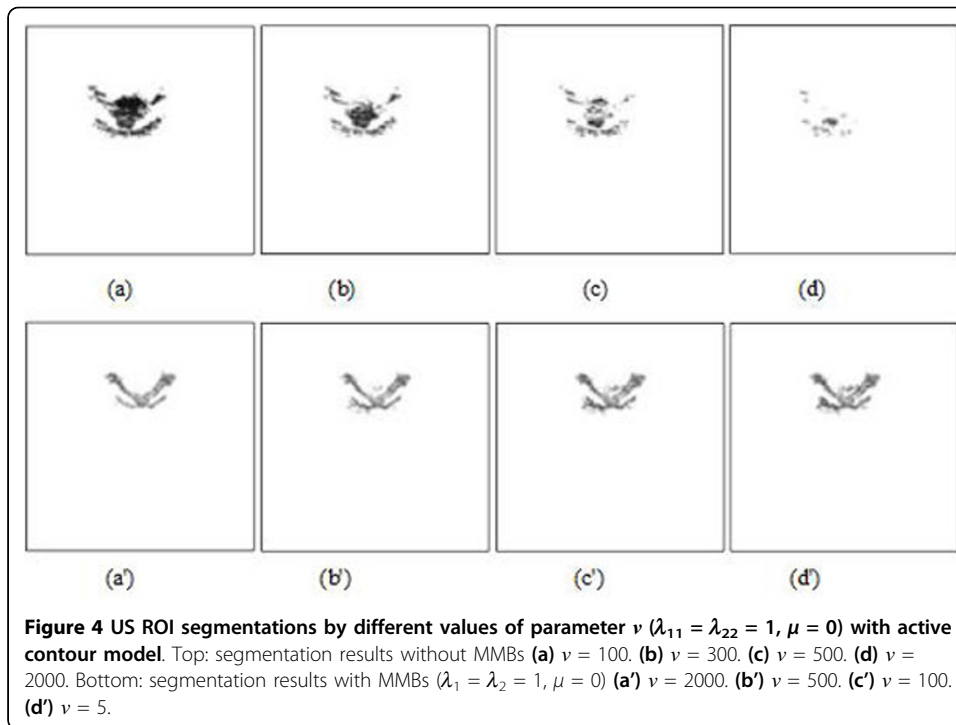 (a) (b) (c) (d)
(a') (b') (c') (d')
Figure 4 US ROI segmentations by different values of parameter ν (λ₁₁ = λ₂₂ = 1, μ = 0) with active
contour model. Top: segmentation results without MMBs (a) ν = 100. (b) ν = 300. (c) ν = 500. (d) ν =
2000. Bottom: segmentation results with MMBs (λ₁ = λ₂ = 1, μ = 0) (a’) ν = 2000. (b’) ν = 500. (c’) ν = 100.
(d’) ν = 5.